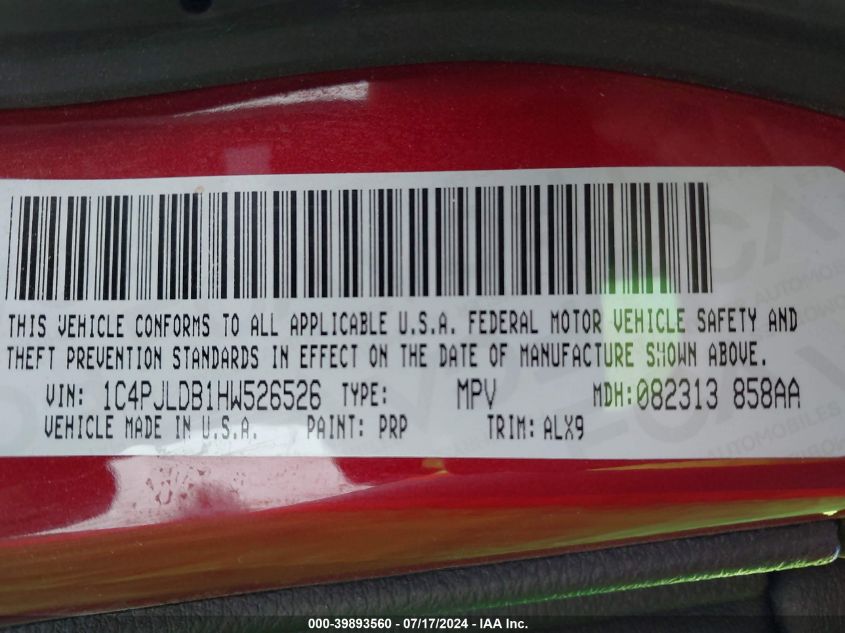 THIS VEHICLE CONFORMS TO ALL APPLICABLE U.S.A. FEDERAL MOTOR VEHICLE SAFETY AND
THEFT PREVENTION STANDARDS IN EFFECT ON THE DATE OF MANUFACTURE SHOWN ABOVE.
VIN: 1C4PJLDB1HW526526 TYPE: MPV MDH: 082313 858AA
VEHICLE MADE IN U.S.A. PAINT: PRP TRIM: ALX9
000-39893560 - 07/17/2024 - IAA Inc.